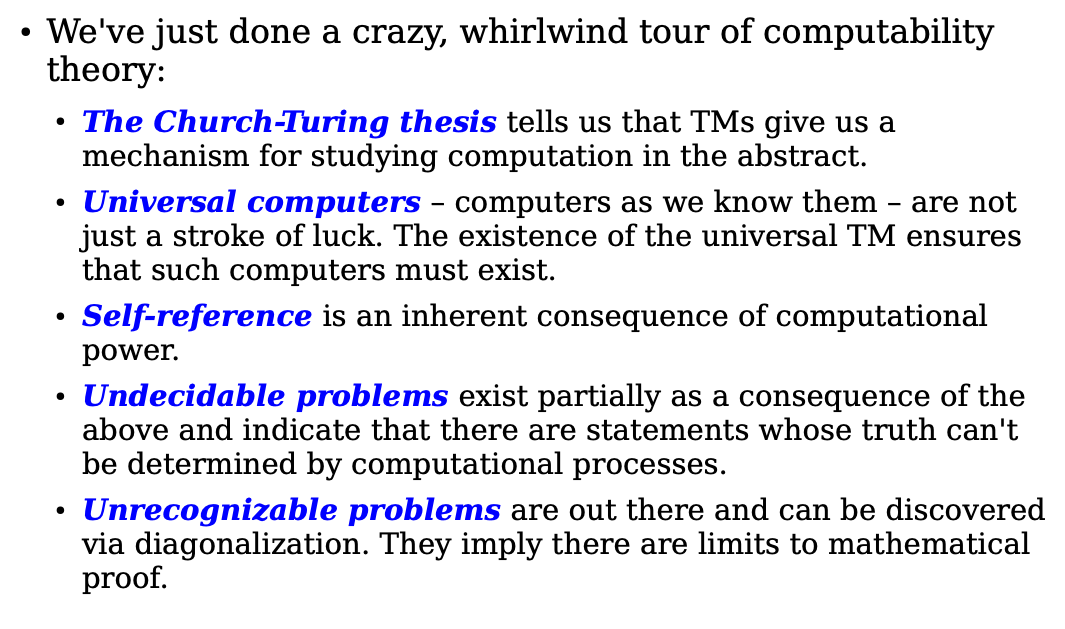 • We've just done a crazy, whirlwind tour of computability
theory:
• The Church-Turing thesis tells us that TMs give us a
mechanism for studying computation in the abstract.
• Universal computers – computers as we know them – are not
just a stroke of luck. The existence of the universal TM ensures
that such computers must exist.
• Self-reference is an inherent consequence of computational
power.
• Undecidable problems exist partially as a consequence of the
above and indicate that there are statements whose truth can't
be determined by computational processes.
• Unrecognizable problems are out there and can be discovered
via diagonalization. They imply there are limits to mathematical
proof.